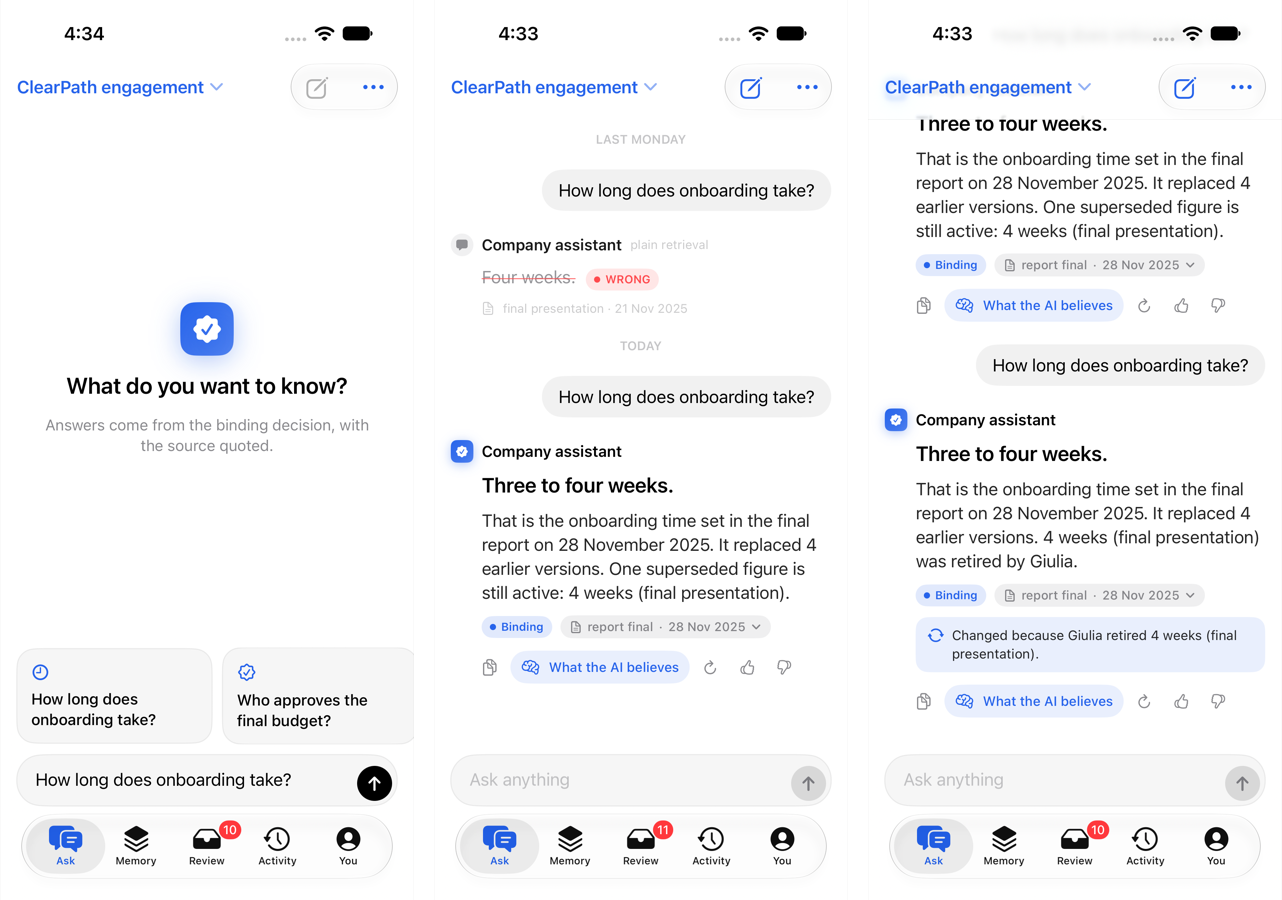 4:34
ClearPath engagement
What do you want to know?
Answers come from the binding decision, with
the source quoted.
How long does
onboarding take?
Who approves the
final budget?
How long does onboarding take?
10
Ask
Memory
Review
Activity
You
4:33
ClearPath engagement
LAST MONDAY
How long does onboarding take?
Company assistant plain retrieval
Four weeks. WRONG
final presentation · 21 Nov 2025
TODAY
How long does onboarding take?
Company assistant
Three to four weeks.
That is the onboarding time set in the final
report on 28 November 2025. It replaced 4
earlier versions. One superseded figure is
still active: 4 weeks (final presentation).
Binding report final · 28 Nov 2025
What the AI believes
Ask anything
11
Ask
Memory
Review
Activity
You
4:33
ClearPath engagement
Three to four weeks.
That is the onboarding time set in the final
report on 28 November 2025. It replaced 4
earlier versions. One superseded figure is
still active: 4 weeks (final presentation).
Binding report final · 28 Nov 2025
What the AI believes
How long does onboarding take?
Company assistant
Three to four weeks.
That is the onboarding time set in the final
report on 28 November 2025. It replaced 4
earlier versions. 4 weeks (final presentation)
was retired by Giulia.
Binding report final · 28 Nov 2025
Changed because Giulia retired 4 weeks (final
presentation).
What the AI believes
Ask anything
10
Ask
Memory
Review
Activity
You